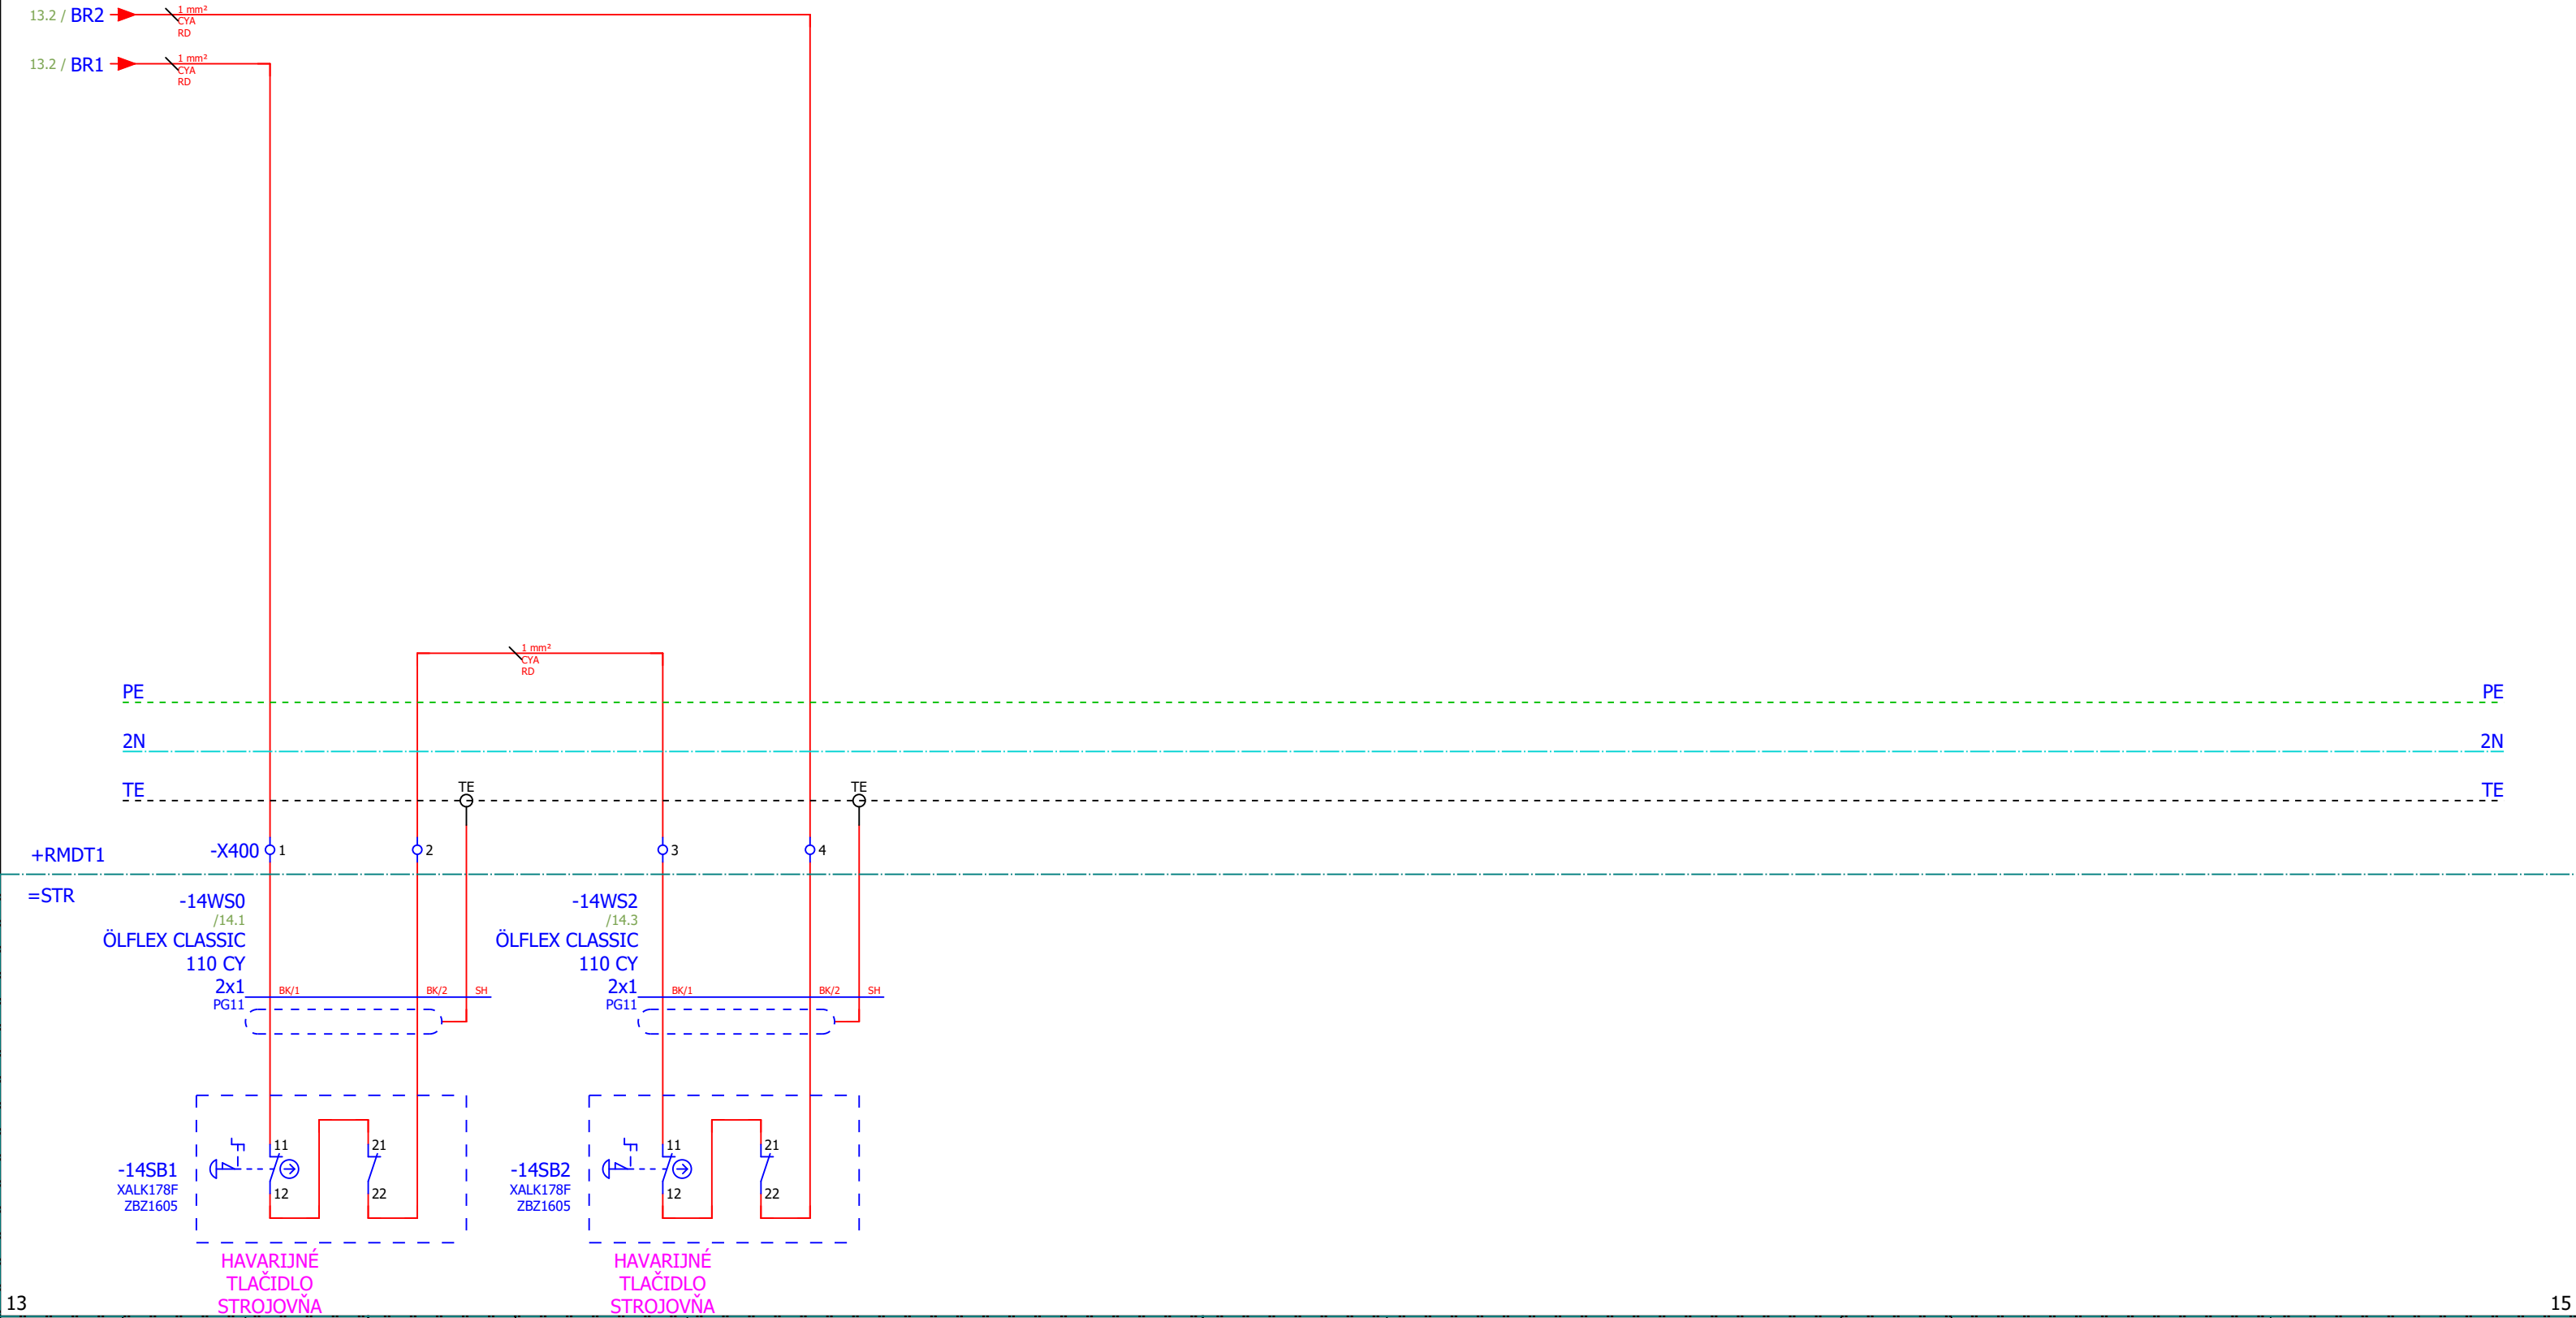 13.2 / BR2
1 mm²
CYA
RD
13.2 / BR1
1 mm²
CYA
RD
1 mm²
CYA
RD
PE PE
2N 2N
TE TE TE TE
+RMDT1 -X400 1 2 3 4
=STR
-14WS0
/14.1
ÖLFLEX CLASSIC
110 CY
2x1
PG11
BK/1 BK/2 SH
-14WS2
/14.3
ÖLFLEX CLASSIC
110 CY
2x1
PG11
BK/1 BK/2 SH
-14SB1
XALK178F
ZBZ1605
11 21
12 22
HAVARIJNÉ
TLAČIDLO
STROJOVŇA
-14SB2
XALK178F
ZBZ1605
11 21
12 22
HAVARIJNÉ
TLAČIDLO
STROJOVŇA
13 15